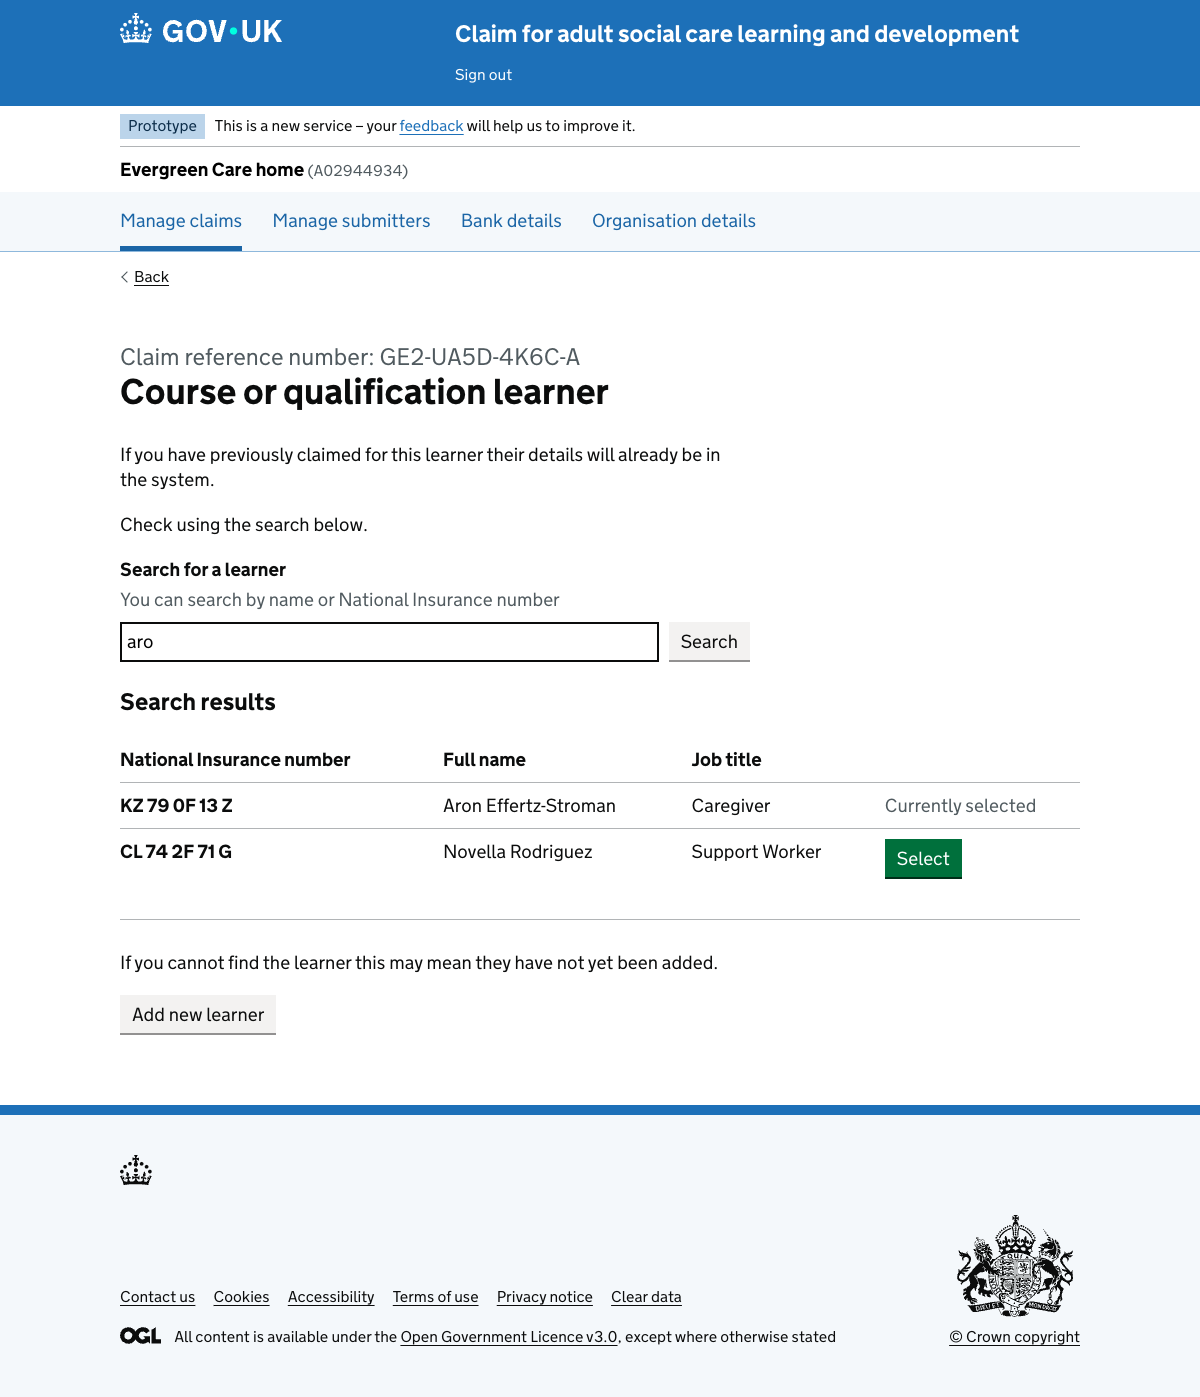 GOV•UK
Claim for adult social care learning and development
Sign out
Prototype This is a new service – your feedback will help us to improve it.
Evergreen Care home (A02944934)
Manage claims Manage submitters Bank details Organisation details
Back
Claim reference number: GE2-UA5D-4K6C-A
Course or qualification learner
If you have previously claimed for this learner their details will already be in
the system.
Check using the search below.
Search for a learner
You can search by name or National Insurance number
aro Search
Search results
National Insurance number Full name Job title
KZ 79 0F 13 Z Aron Effertz-Stroman Caregiver Currently selected
CL 74 2F 71 G Novella Rodriguez Support Worker Select
If you cannot find the learner this may mean they have not yet been added.
Add new learner
Contact us Cookies Accessibility Terms of use Privacy notice Clear data
OGL All content is available under the Open Government Licence v3.0, except where otherwise stated
© Crown copyright